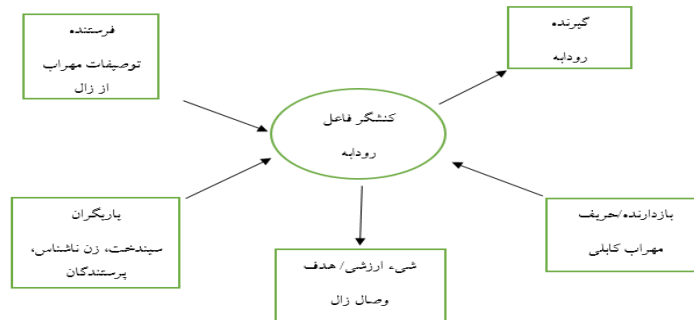 گیرنده
رودابه
فرستنده
توصیفات مهراب
از زال
کنشگر فاعل
رودابه
بازدارنده/حریف
مهراب کابلی
یاریگران
سیندخت، زن ناشناس،
پرستندگان
شیء ارزشی/ هدف
وصال زال